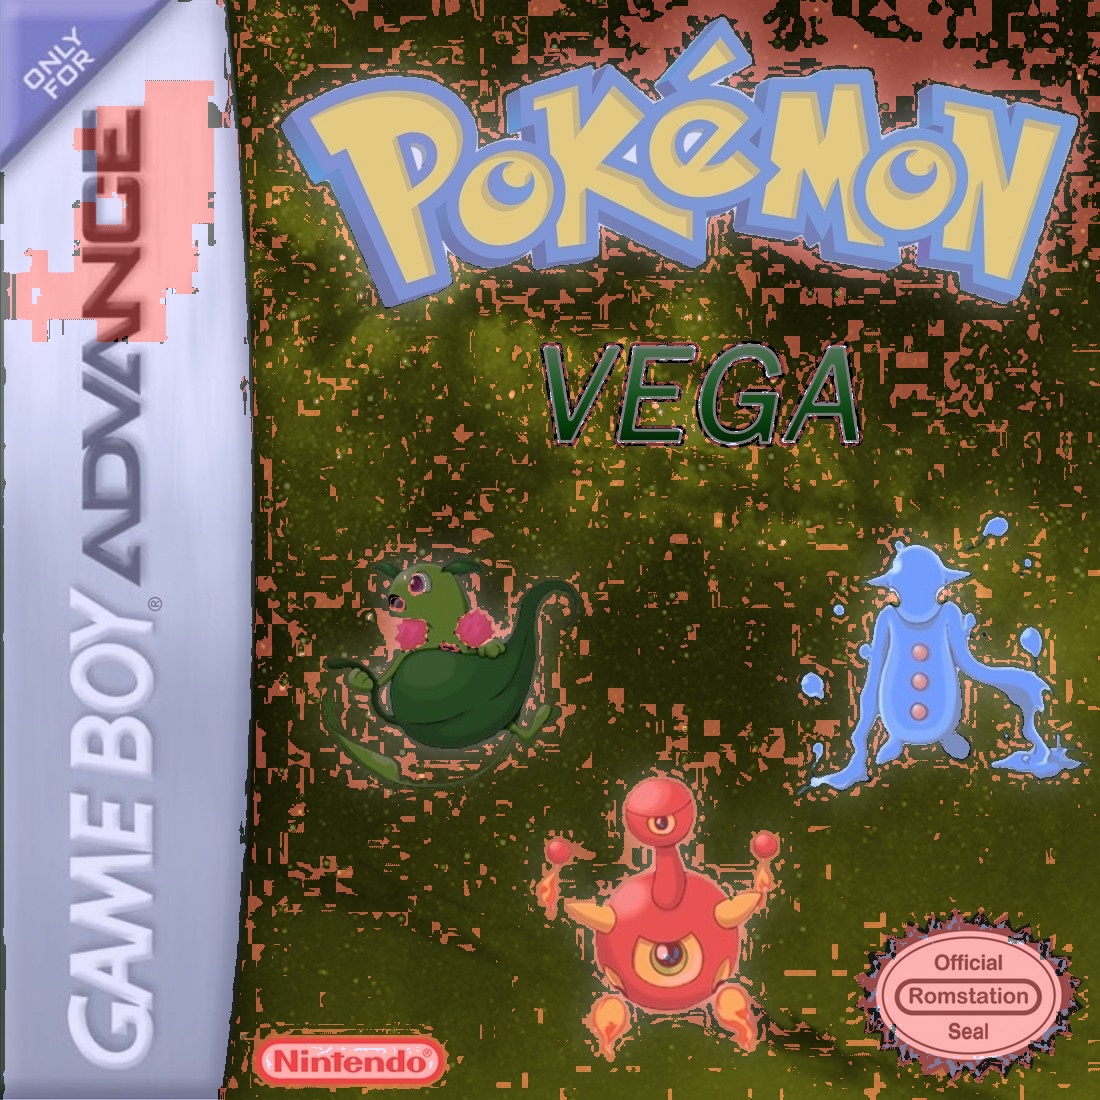 ONLY
FOR
GAME BOY ADVANCE
®
POKéMON
VEGA
Nintendo®
Official
Romstation
Seal